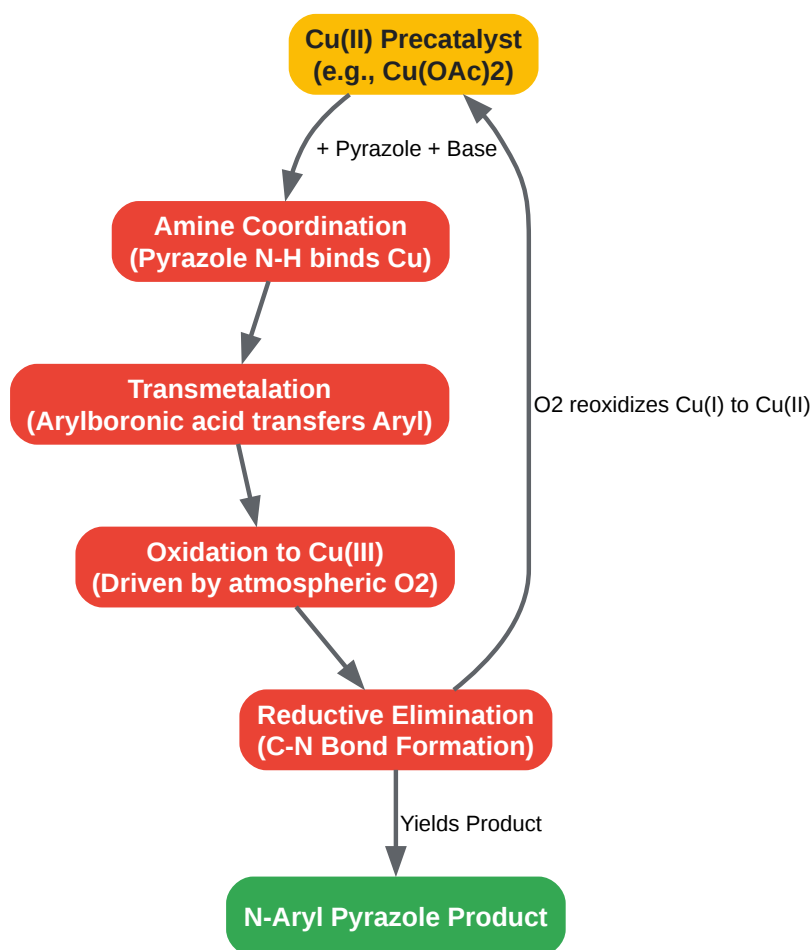 Cu(II) Precatalyst
(e.g., Cu(OAc)2)
+ Pyrazole + Base
Amine Coordination
(Pyrazole N-H binds Cu)
Transmetalation
(Arylboronic acid transfers Aryl)
O2 reoxidizes Cu(I) to Cu(II)
Oxidation to Cu(III)
(Driven by atmospheric O2)
Reductive Elimination
(C-N Bond Formation)
Yields Product
N-Aryl Pyrazole Product